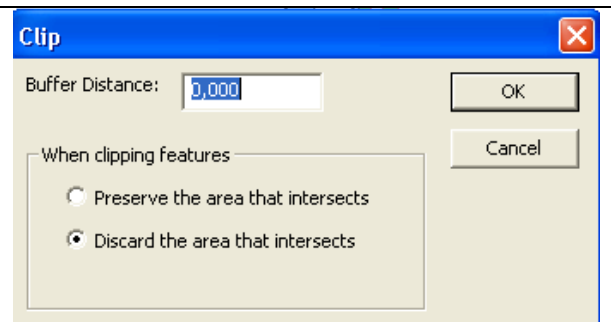 Clip
Buffer Distance: 0,000 OK
Cancel
When clipping features
Preserve the area that intersects
Discard the area that intersects